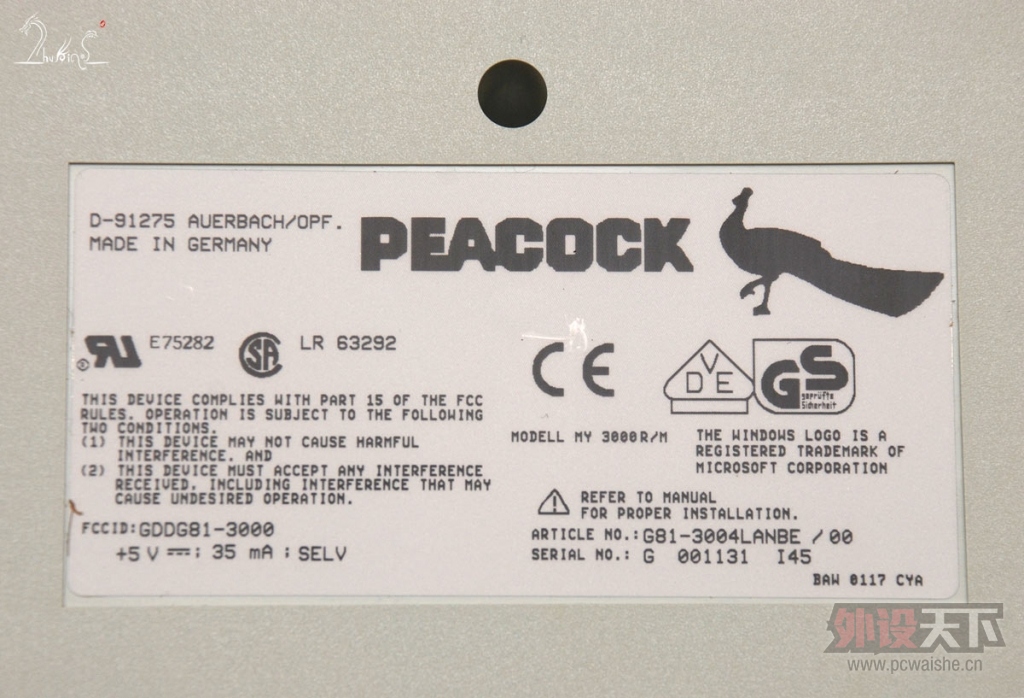 D-91275 AUERBACH/OPF.
MADE IN GERMANY
PEACOCK
E75282
SA
LR 63292
CE
VDE
GS
geprüfte
Sicherheit
THIS DEVICE COMPLIES WITH PART 15 OF THE FCC
RULES. OPERATION IS SUBJECT TO THE FOLLOWING
TWO CONDITIONS.
(1) THIS DEVICE MAY NOT CAUSE HARMFUL
INTERFERENCE. AND
(2) THIS DEVICE MUST ACCEPT ANY INTERFERENCE
RECEIVED. INCLUDING INTERFERENCE THAT MAY
CAUSE UNDESIRED OPERATION.
FCCID:GDDG81-3000
+5 V ⎓; 35 mA ; SELV
MODELL MY 3000R/M
THE WINDOWS LOGO IS A
REGISTERED TRADEMARK OF
MICROSOFT CORPORATION
REFER TO MANUAL
FOR PROPER INSTALLATION.
ARTICLE NO.:G81-3004LANBE /00
SERIAL NO.: G 001131 I45
BAW 0117 CYA
外设天下
www.pcwaishe.cn